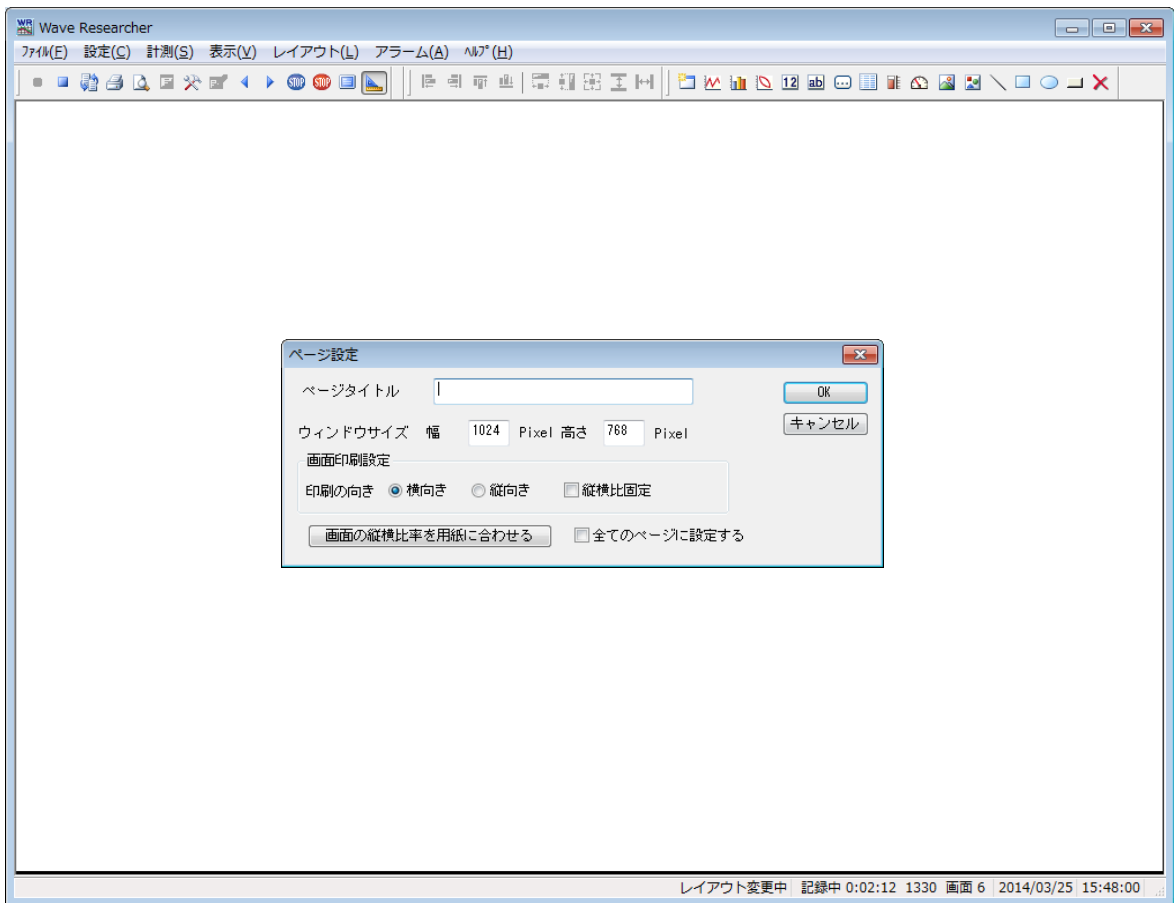 WR
Wave Researcher
ﾌｧｲﾙ(F) 設定(C) 計測(S) 表示(V) レイアウト(L) アラーム(A) ﾍﾙﾌﾟ(H)
STOP STOP 12 ab
ページ設定
ページタイトル OK
ウィンドウサイズ 幅 1024 Pixel 高さ 768 Pixel キャンセル
画面印刷設定
印刷の向き 横向き 縦向き 縦横比固定
画面の縦横比率を用紙に合わせる 全てのページに設定する
レイアウト変更中 記録中 0:02:12 1330 画面 6 2014/03/25 15:48:00